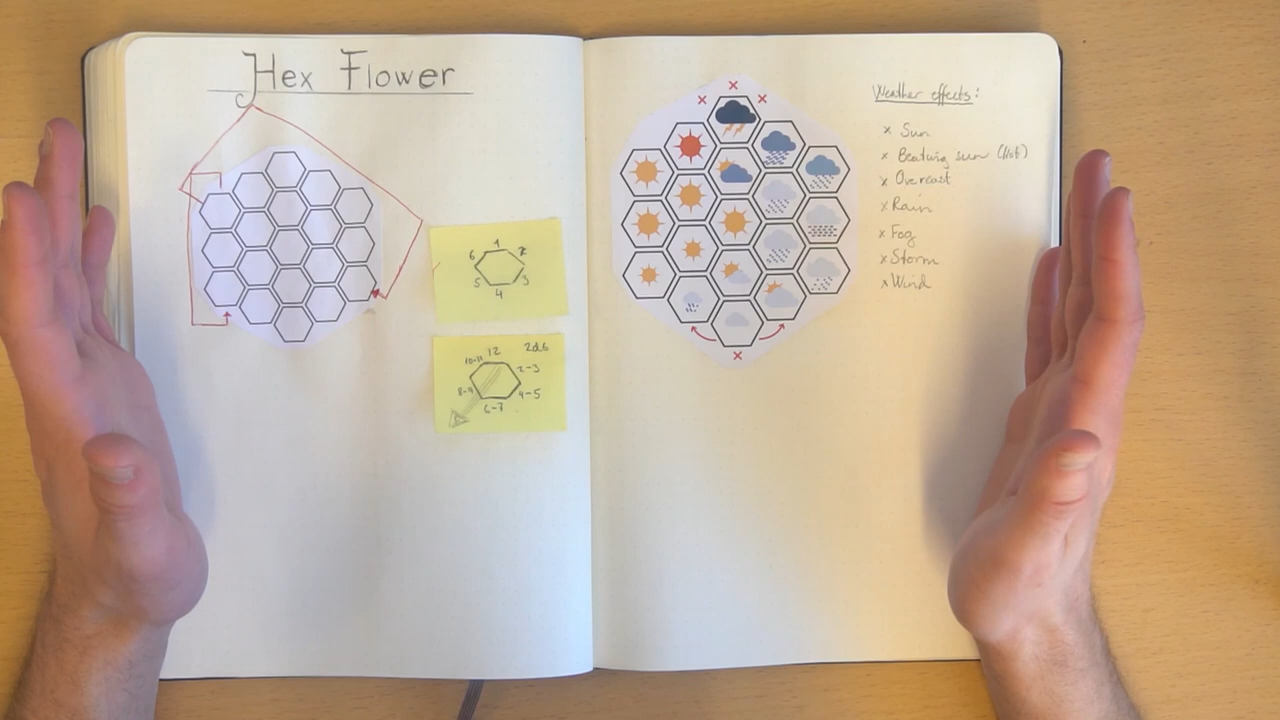 Hex Flower
1
6 2
5 3
4
2d6
12
10-11 2-3
8-9 4-5
6-7
Weather effects:
x Sun
x Beating sun (Hot)
x Overcast
x Rain
x Fog
x Storm
x Wind